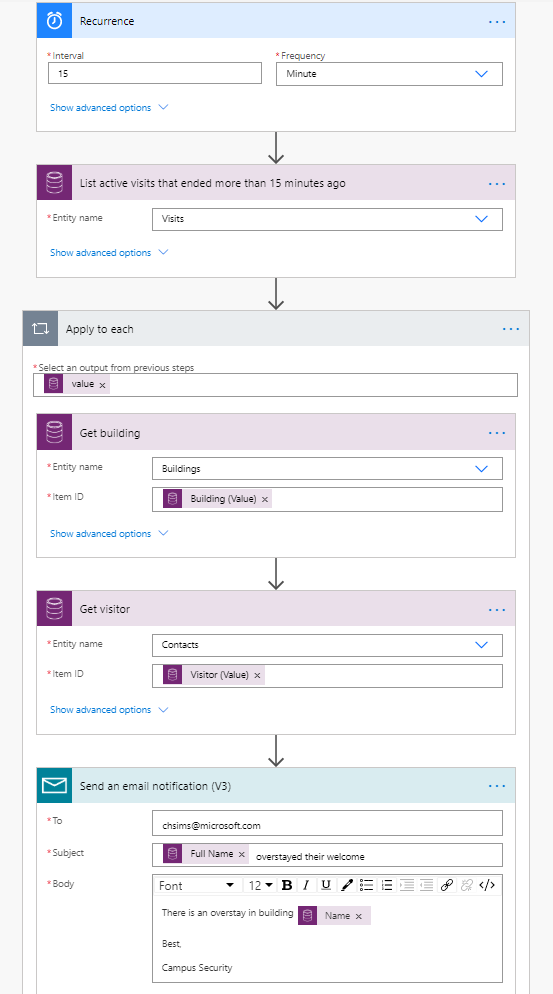 Recurrence
* Interval
* Frequency
15
Minute
Show advanced options
List active visits that ended more than 15 minutes ago
* Entity name
Visits
Show advanced options
Apply to each
* Select an output from previous steps
value x
Get building
* Entity name
Buildings
* Item ID
Building (Value) x
Show advanced options
Get visitor
* Entity name
Contacts
* Item ID
Visitor (Value) x
Show advanced options
Send an email notification (V3)
* To
chsims@microsoft.com
* Subject
Full Name x overstayed their welcome
* Body
Font 12 B I U </>
There is an overstay in building Name x
Best,
Campus Security